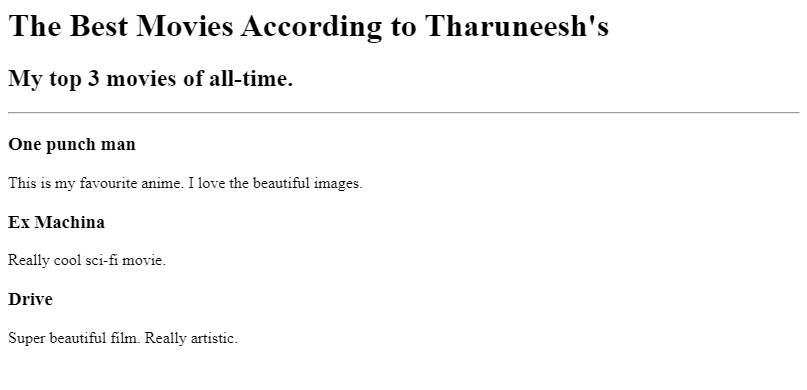 The Best Movies According to Tharuneesh's
My top 3 movies of all-time.
One punch man
This is my favourite anime. I love the beautiful images.
Ex Machina
Really cool sci-fi movie.
Drive
Super beautiful film. Really artistic.